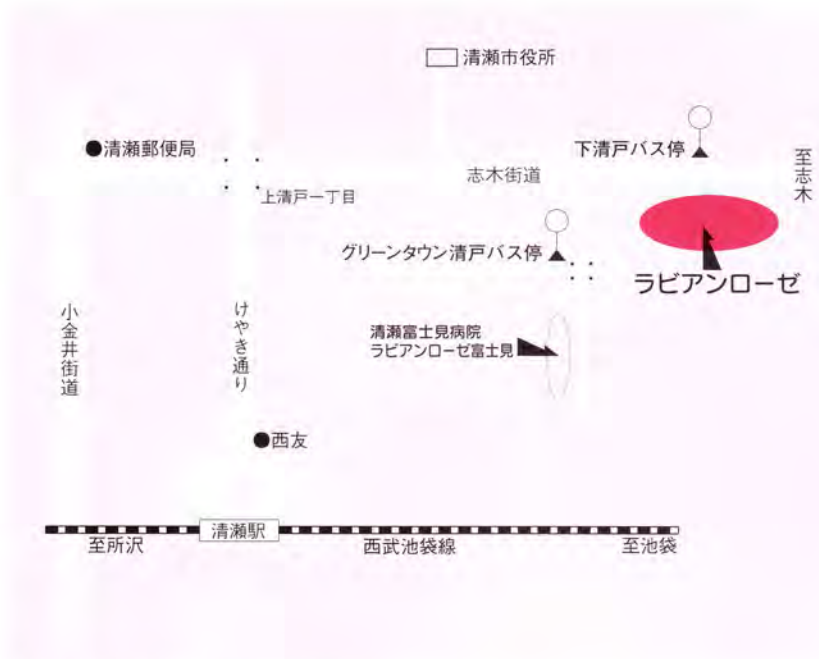 清瀬市役所
清瀬郵便局
下清戸バス停
至志木
志木街道
上清戸一丁目
グリーンタウン清戸バス停
ラビアンローゼ
小金井街道
けやき通り
清瀬富士見病院
ラビアンローゼ富士見
西友
清瀬駅
至所沢
西武池袋線
至池袋